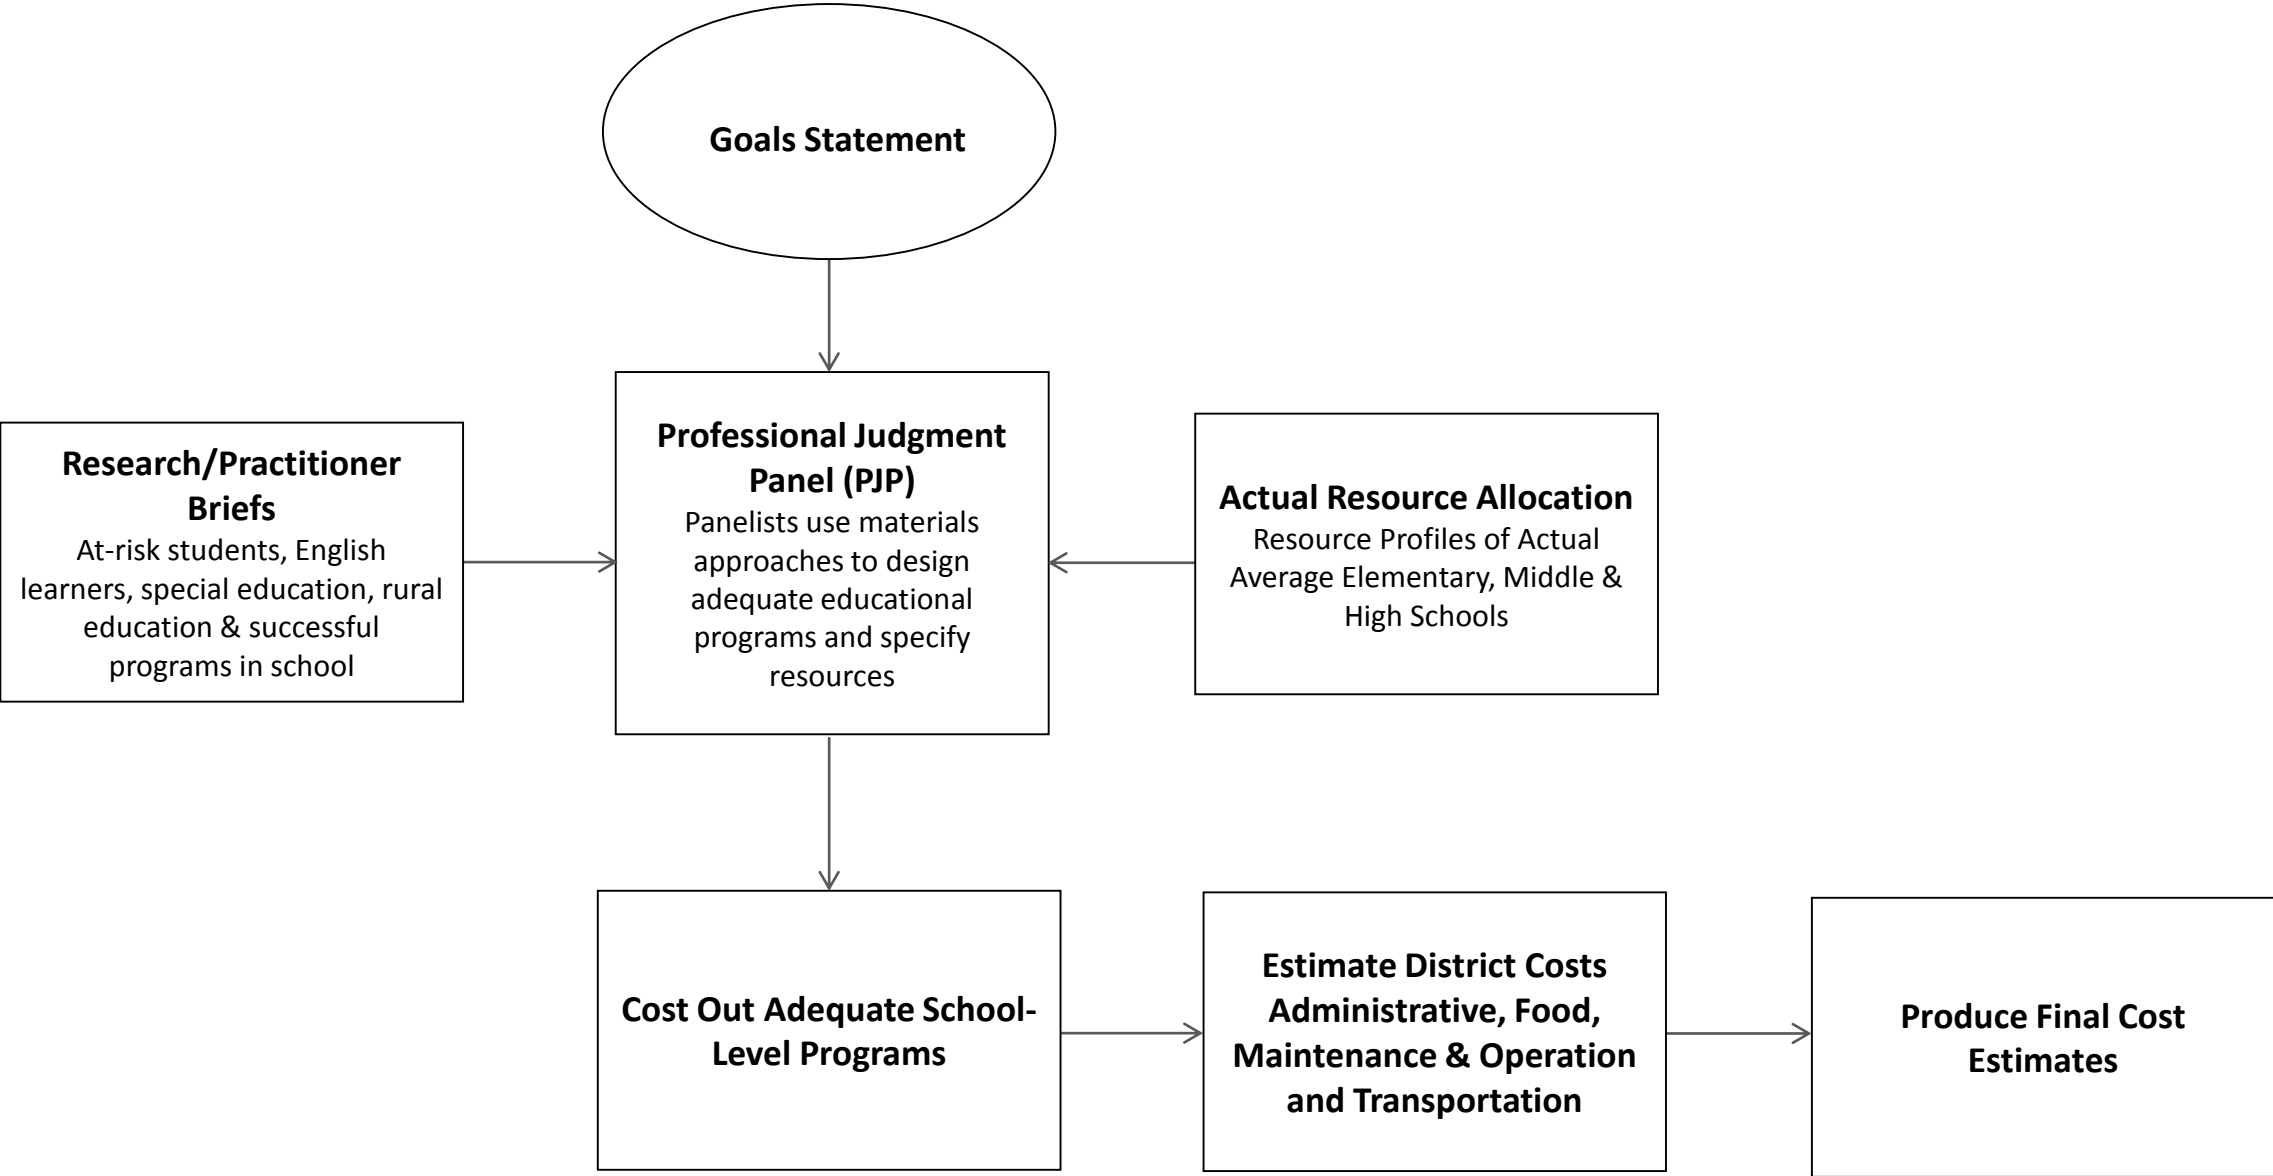 Goals Statement
Research/Practitioner
Briefs
At-risk students, English
learners, special education, rural
education & successful
programs in school
Professional Judgment
Panel (PJP)
Panelists use materials
approaches to design
adequate educational
programs and specify
resources
Actual Resource Allocation
Resource Profiles of Actual
Average Elementary, Middle &
High Schools
Cost Out Adequate School-
Level Programs
Estimate District Costs
Administrative, Food,
Maintenance & Operation
and Transportation
Produce Final Cost
Estimates